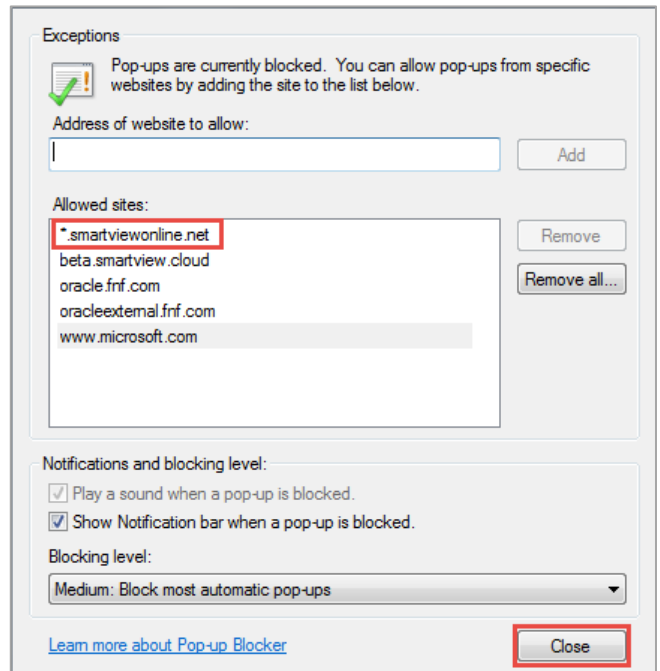 Exceptions
Pop-ups are currently blocked. You can allow pop-ups from specific
websites by adding the site to the list below.
Address of website to allow:
Add
Allowed sites:
*.smartviewonline.net
Remove
beta.smartview.cloud
oracle.fnf.com
Remove all...
oracleexternal.fnf.com
www.microsoft.com
Notifications and blocking level:
Play a sound when a pop-up is blocked.
Show Notification bar when a pop-up is blocked.
Blocking level:
Medium: Block most automatic pop-ups
Learn more about Pop-up Blocker
Close